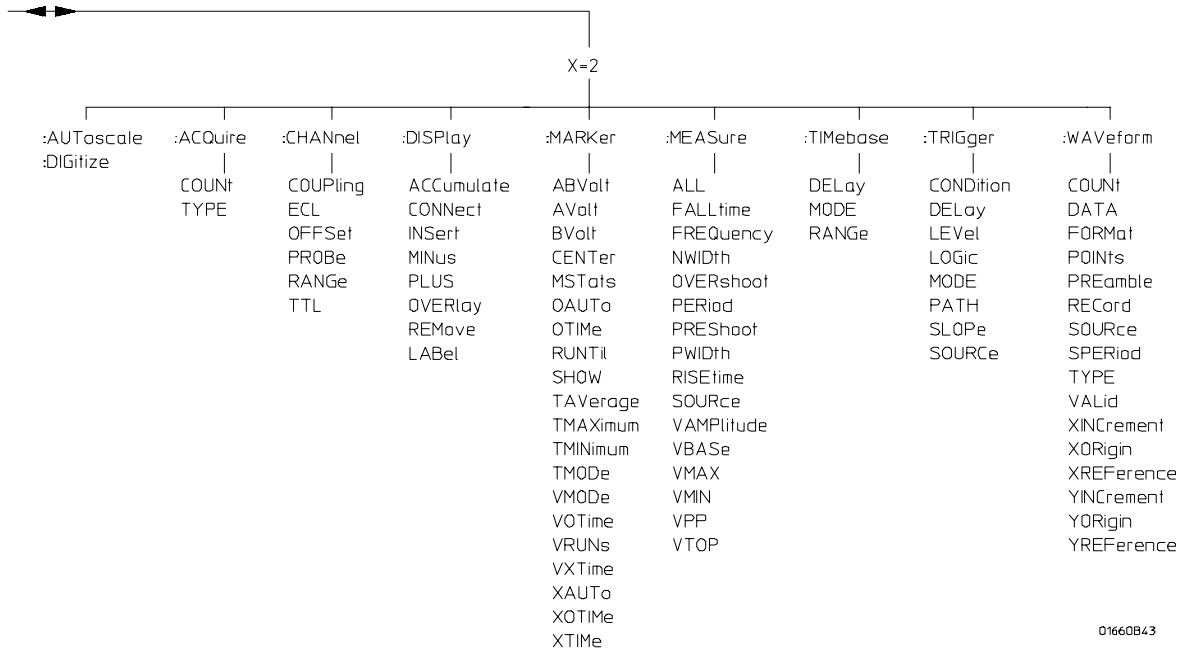 X=2
:AUToscale
:DIGitize
:ACQuire
COUNt
TYPE
:CHANnel
COUPling
ECL
OFFSet
PROBe
RANGe
TTL
:DISPlay
ACCumulate
CONNect
INSert
MINus
PLUS
OVERlay
REMove
LABel
:MARKer
ABVolt
AVolt
BVolt
CENTer
MSTats
OAUTo
OTIMe
RUNTil
SHOW
TAVerage
TMAXimum
TMINimum
TMODe
VMODe
VOTime
VRUNs
VXTime
XAUTo
XOTIMe
XTIMe
:MEASure
ALL
FALLtime
FREQuency
NWIDth
OVERshoot
PERiod
PREShoot
PWIDth
RISEtime
SOURce
VAMPlitude
VBASe
VMAX
VMIN
VPP
VTOP
:TIMebase
DELay
MODE
RANGe
:TRIGger
CONDition
DELay
LEVel
LOGic
MODE
PATH
SLOPe
SOURCe
:WAVeform
COUNt
DATA
FORMat
POINts
PREamble
RECord
SOURce
SPERiod
TYPE
VALid
XINCrement
XORigin
XREFerence
YINCrement
YORigin
YREFerence
01660B43